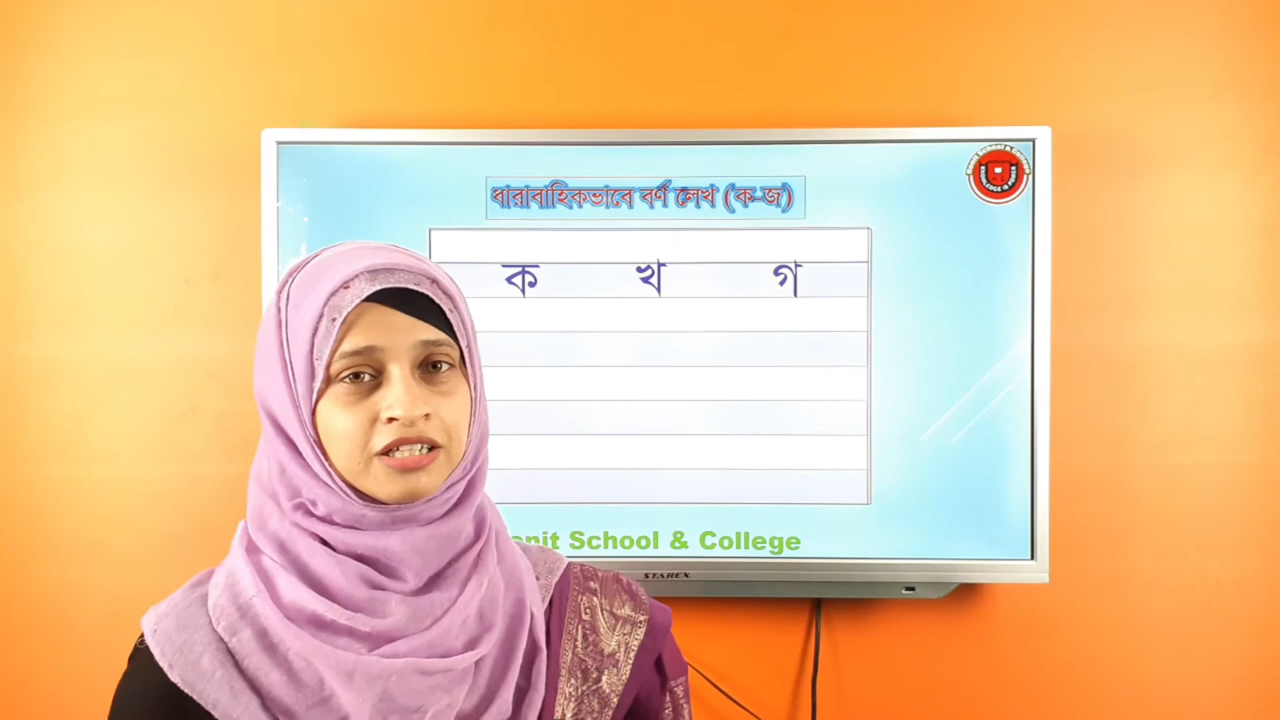 ধারাবাহিকভাবে বর্ণ লেখ (ক-জ)
ক খ গ
School & College
STAREX